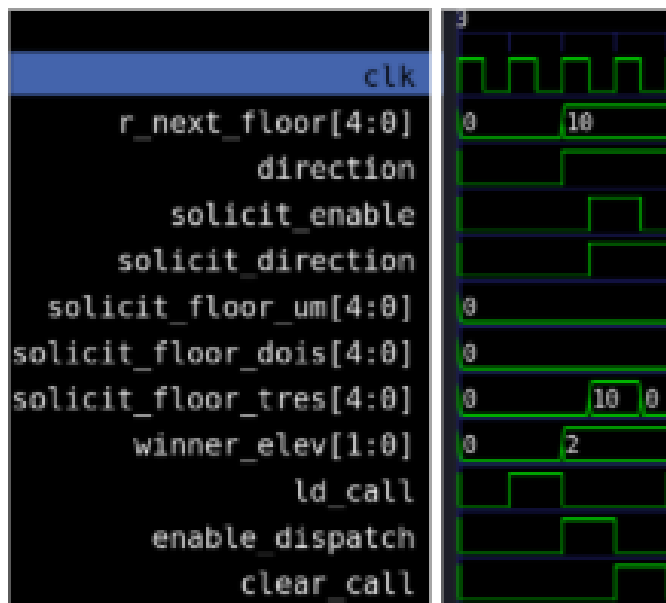 clk
r_next_floor[4:0] 0 10
direction
solicit_enable
solicit_direction
solicit_floor_um[4:0] 0
solicit_floor_dois[4:0] 0
solicit_floor_tres[4:0] 0 10 0
winner_elev[1:0] 0 2
ld_call
enable_dispatch
clear_call